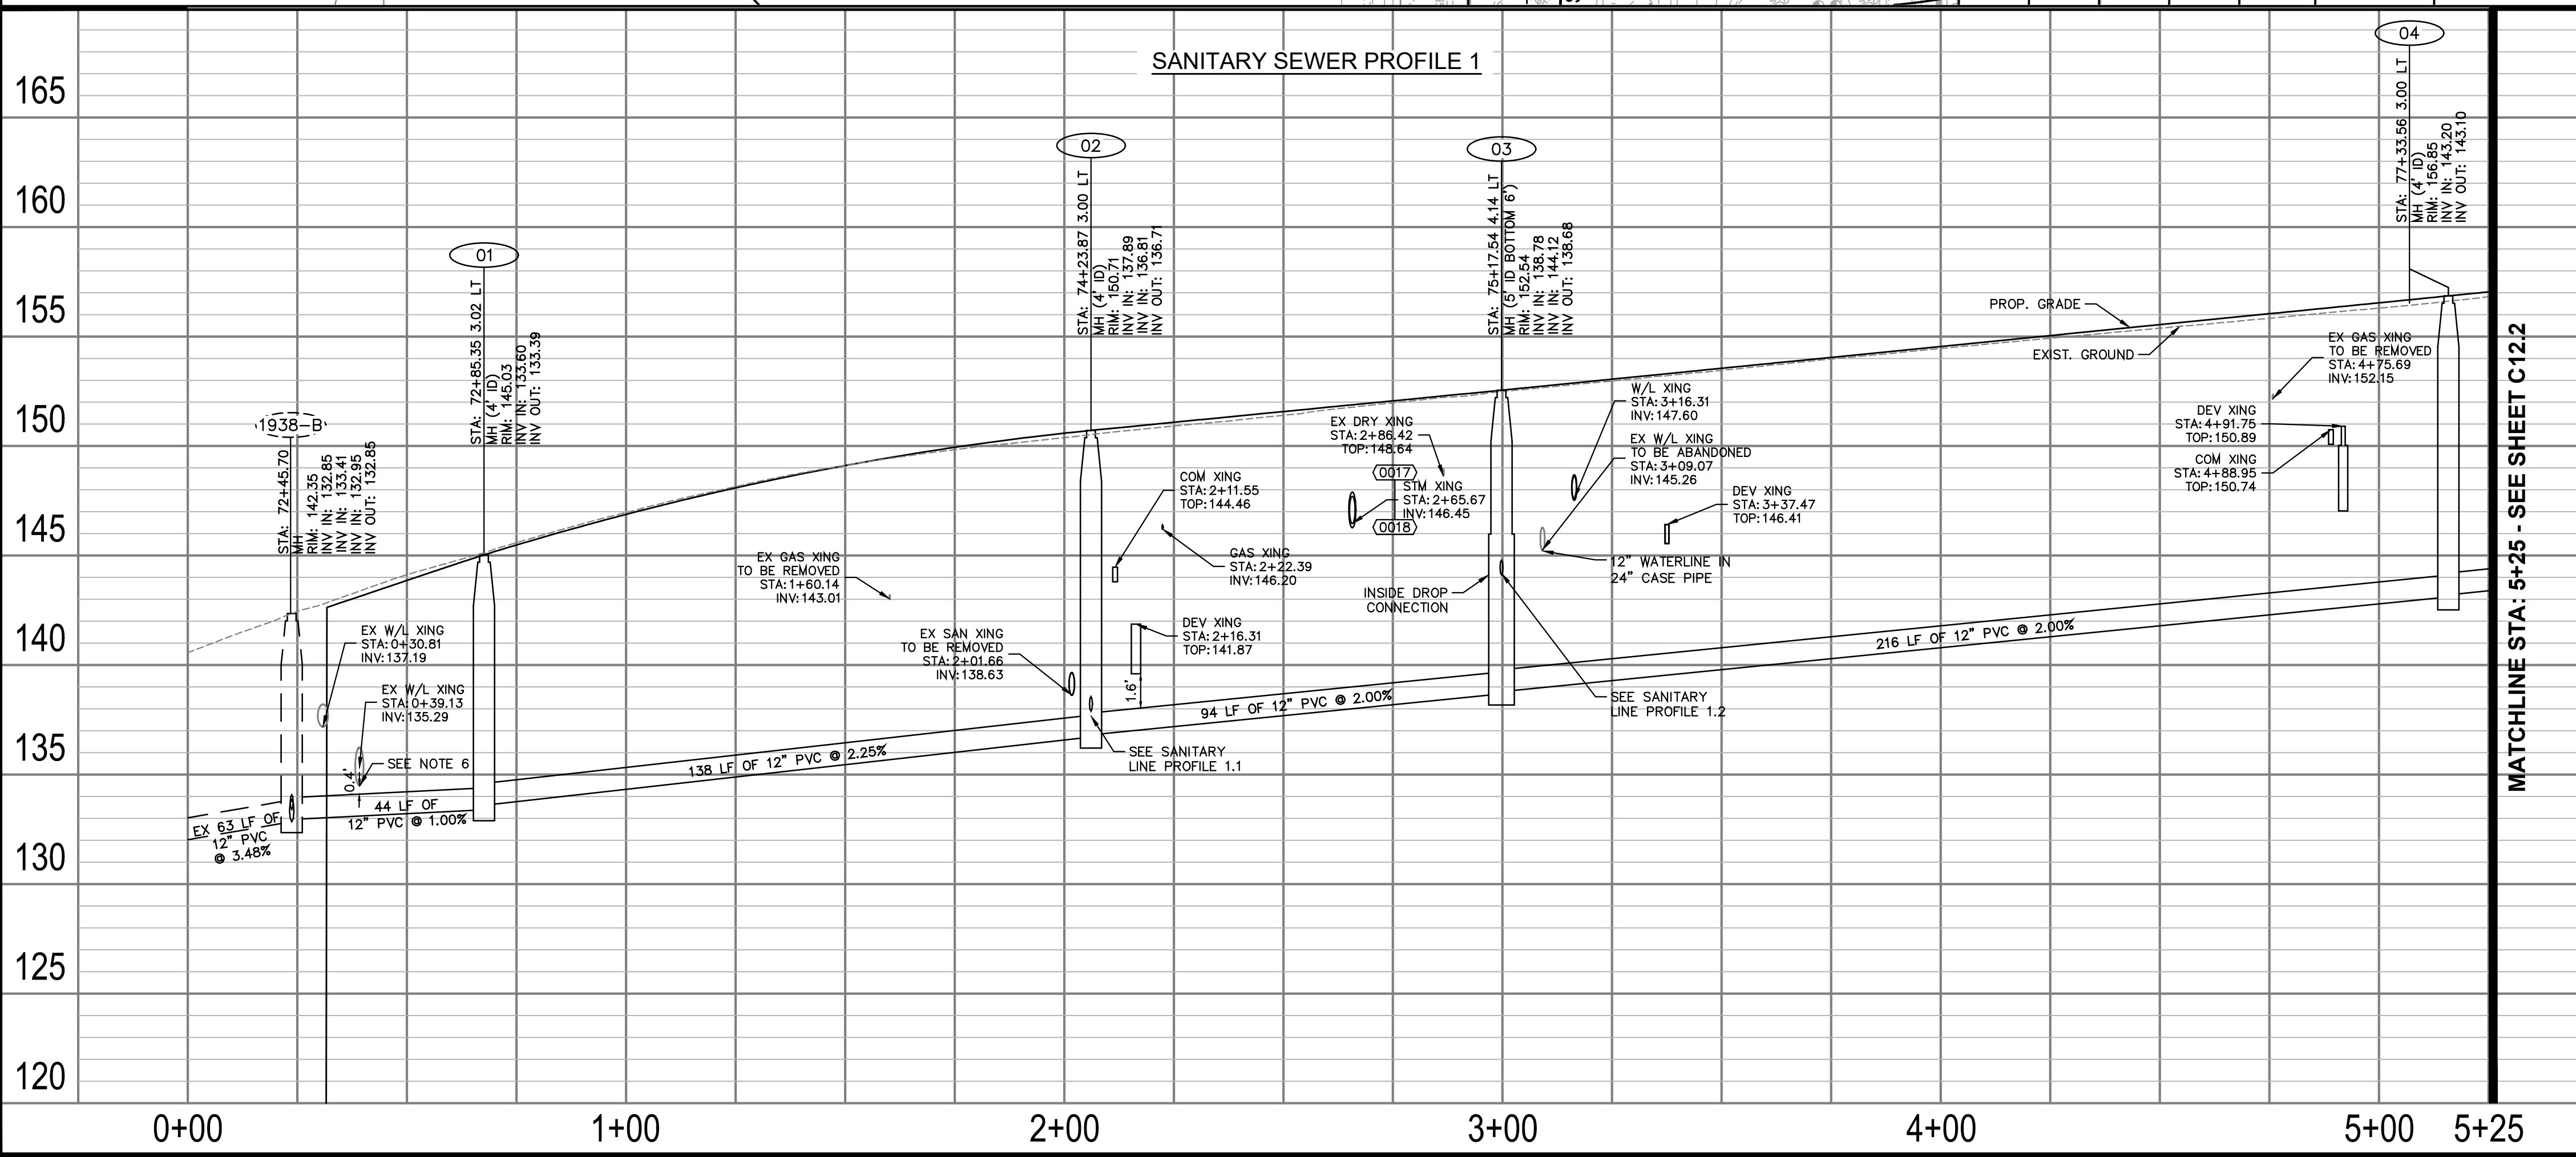 SANITARY SEWER PROFILE 1
165
160
155
150
145
140
135
130
125
120
0+00
1+00
2+00
3+00
4+00
5+00
5+25
1938-B
STA: 72+45.70
MH
RIM: 142.35
INV IN: 132.85
INV IN: 133.41
INV IN: 132.95
INV OUT: 132.85
01
STA: 72+85.35 3.02 LT
MH (4' ID)
RIM: 145.03
INV IN: 133.60
INV OUT: 133.39
02
STA: 74+23.87 3.00 LT
MH (4' ID)
RIM: 150.71
INV IN: 137.89
INV IN: 136.81
INV OUT: 136.71
03
STA: 75+17.54 4.14 LT
MH (5' ID BOTTOM 6')
RIM: 152.54
INV IN: 138.78
INV IN: 144.12
INV OUT: 138.68
04
STA: 77+33.56 3.00 LT
MH (4' ID)
RIM: 156.85
INV IN: 143.20
INV OUT: 143.10
EX W/L XING
STA:0+30.81
INV:137.19
EX W/L XING
STA:0+39.13
INV:135.29
SEE NOTE 6
0.4'
EX 63 LF OF
12" PVC
@ 3.48%
44 LF OF
12" PVC @ 1.00%
138 LF OF 12" PVC @ 2.25%
EX GAS XING
TO BE REMOVED
STA:1+60.14
INV:143.01
EX SAN XING
TO BE REMOVED
STA:2+01.66
INV:138.63
COM XING
STA:2+11.55
TOP:144.46
GAS XING
STA:2+22.39
INV:146.20
DEV XING
STA:2+16.31
TOP:141.87
1.6'
SEE SANITARY
LINE PROFILE 1.1
94 LF OF 12" PVC @ 2.00%
EX DRY XING
STA:2+86.42
TOP:148.64
0017
STM XING
STA:2+65.67
INV:146.45
0018
INSIDE DROP
CONNECTION
W/L XING
STA:3+16.31
INV:147.60
EX W/L XING
TO BE ABANDONED
STA:3+09.07
INV:145.26
DEV XING
STA:3+37.47
TOP:146.41
12" WATERLINE IN
24" CASE PIPE
SEE SANITARY
LINE PROFILE 1.2
216 LF OF 12" PVC @ 2.00%
PROP. GRADE
EXIST. GROUND
EX GAS XING
TO BE REMOVED
STA:4+75.69
INV:152.15
DEV XING
STA:4+91.75
TOP:150.89
COM XING
STA:4+88.95
TOP:150.74
MATCHLINE STA: 5+25 - SEE SHEET C12.2